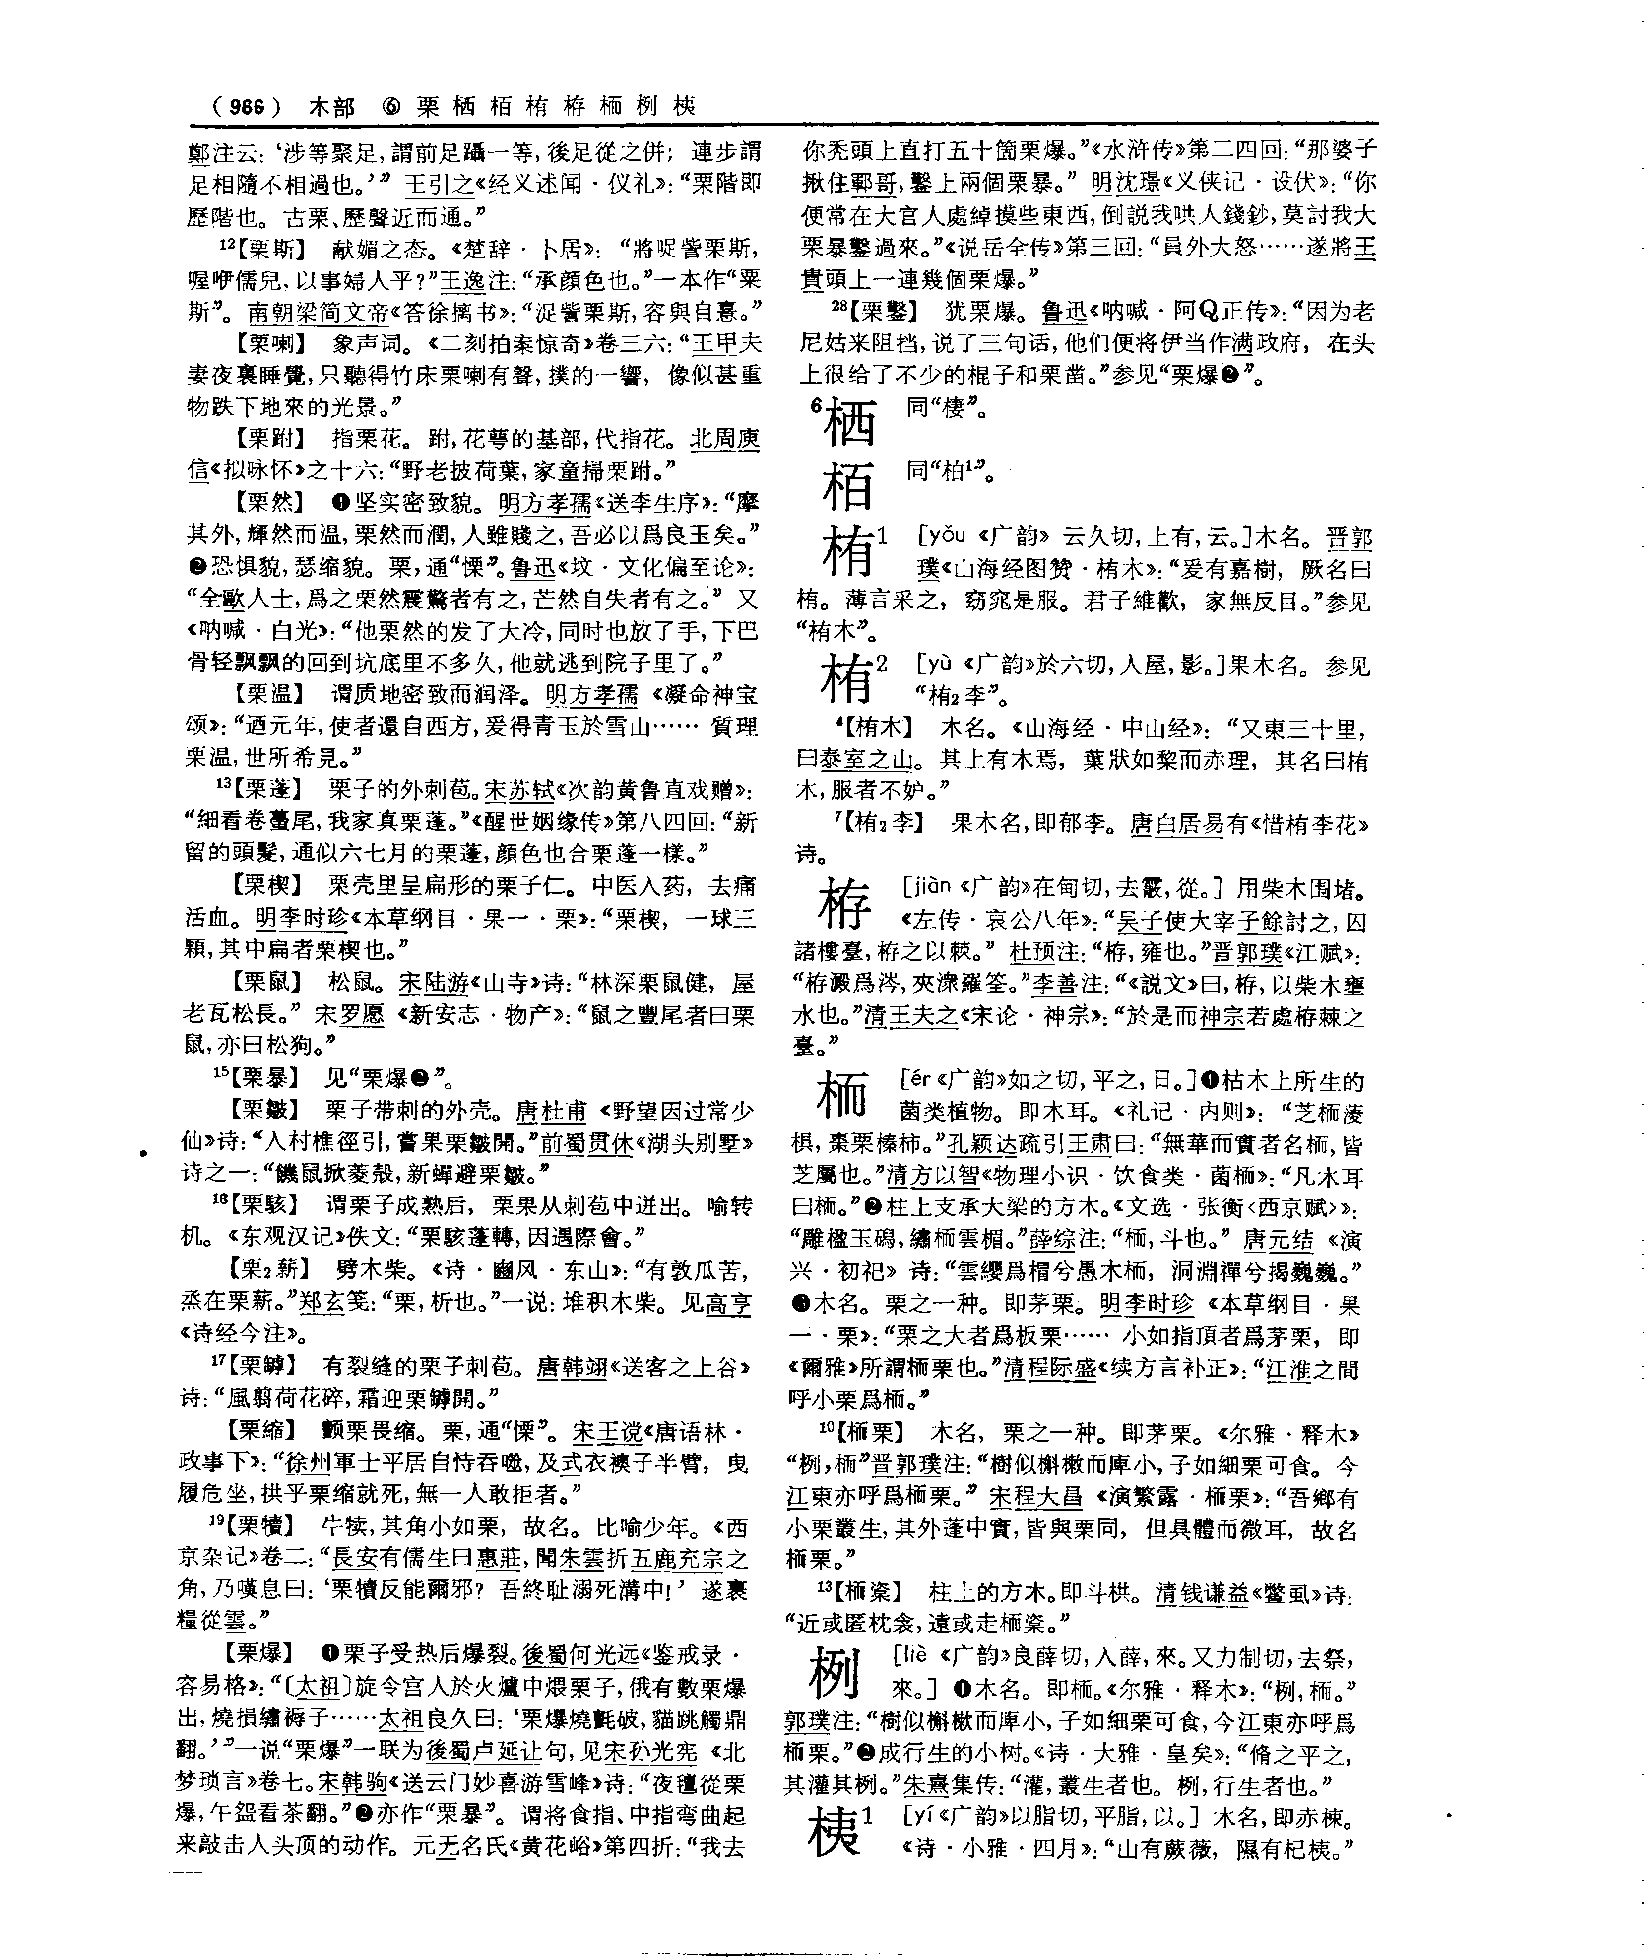 （986） 木部 ⑥ 栗栖栢栯栫栭栵桋
鄭注云：‘涉等聚足，謂前足躡一等，後足從之併；連步謂
足相隨不相過也。’” 王引之《经义述闻·仪礼》：“栗階即
歷階也。古栗、歷聲近而通。”
¹²【栗斯】 献媚之态。《楚辞·卜居》：“將哫訾栗斯，
喔咿儒兒，以事婦人乎？”王逸注：“承顏色也。”一本作“粟
斯”。南朝梁简文帝《答徐摛书》：“浞訾栗斯，容與自憙。”
【栗喇】 象声词。《二刻拍案惊奇》卷三六：“王甲夫
妻夜裏睡覺，只聽得竹床栗喇有聲，撲的一響，像似甚重
物跌下地來的光景。”
【栗跗】 指栗花。跗，花萼的基部，代指花。北周庾
信《拟咏怀》之十六：“野老披荷葉，家童掃栗跗。”
【栗然】 ❶坚实密致貌。明方孝孺《送李生序》：“摩
其外，輝然而温，栗然而潤，人雖賤之，吾必以爲良玉矣。”
❷恐惧貌，瑟缩貌。栗，通“慄”。鲁迅《坟·文化偏至论》：
“全歐人士，爲之栗然震驚者有之，芒然自失者有之。” 又
《呐喊·白光》：“他栗然的发了大冷，同时也放了手，下巴
骨轻飘飘的回到坑底里不多久，他就逃到院子里了。”
【栗温】 谓质地密致而润泽。明方孝孺《凝命神宝
颂》：“迺元年，使者還自西方，爰得青玉於雪山…… 質理
栗温，世所希見。”
¹³【栗蓬】 栗子的外刺苞。宋苏轼《次韵黄鲁直戏赠》：
“細看卷蠆尾，我家真栗蓬。”《醒世姻缘传》第八四回：“新
留的頭髮，通似六七月的栗蓬，顏色也合栗蓬一樣。”
【栗楔】 栗壳里呈扁形的栗子仁。中医入药，去痛
活血。明李时珍《本草纲目·果一·栗》：“栗楔，一球三
顆，其中扁者栗楔也。”
【栗鼠】 松鼠。宋陆游《山寺》诗：“林深栗鼠健，屋
老瓦松長。” 宋罗愿《新安志·物产》：“鼠之豐尾者曰栗
鼠，亦曰松狗。”
¹⁵【栗暴】 见“栗爆❷”。
【栗皺】 栗子带刺的外壳。唐杜甫《野望因过常少
仙》诗：“入村樵徑引，嘗果栗皺開。”前蜀贯休《湖头别墅》
诗之一：“饑鼠掀菱殼，新蟬避栗皺。”
¹⁶【栗駭】 谓栗子成熟后，栗果从刺苞中迸出。喻转
机。《东观汉记》佚文：“栗駭蓬轉，因遇際會。”
【栗₂薪】 劈木柴。《诗·豳风·东山》：“有敦瓜苦，
烝在栗薪。”郑玄笺：“栗，析也。”一说：堆积木柴。见高亨
《诗经今注》。
¹⁷【栗罅】 有裂缝的栗子刺苞。唐韩翃《送客之上谷》
诗：“風翦荷花碎，霜迎栗罅開。”
【栗缩】 颤栗畏缩。栗，通“慄”。宋王谠《唐语林·
政事下》：“徐州軍士平居自恃吞噬，及式衣襖子半臂，曳
履危坐，拱乎栗缩就死，無一人敢拒者。”
¹⁹【栗犢】 牛犊，其角小如栗，故名。比喻少年。《西
京杂记》卷二：“長安有儒生曰惠莊，聞朱雲折五鹿充宗之
角，乃嘆息曰：‘栗犢反能爾邪？吾終耻溺死溝中！’遂裹
糧從雲。”
【栗爆】 ❶栗子受热后爆裂。後蜀何光远《鉴戒录·
容易格》：“〔太祖〕旋令宫人於火爐中煨栗子，俄有數栗爆
出，燒損繡褥子……太祖良久曰：‘栗爆燒氈破，貓跳觸鼎
翻。’”一说“栗爆”一联为後蜀卢延让句，见宋孙光宪《北
梦琐言》卷七。宋韩驹《送云门妙喜游雪峰》诗：“夜氊從栗
爆，午盌看茶翻。”❷亦作“栗暴”。谓将食指、中指弯曲起
来敲击人头顶的动作。元无名氏《黄花峪》第四折：“我去
你秃頭上直打五十箇栗爆。”《水浒传》第二四回：“那婆子
揪住鄆哥，鑿上兩個栗暴。” 明沈璟《义侠记·设伏》：“你
便常在大官人處綽摸些東西，倒説我哄人錢鈔，莫討我大
栗暴鑿過來。”《说岳全传》第三回：“員外大怒……遂將王
貴頭上一連幾個栗爆。”
²⁸【栗鑿】 犹栗爆。鲁迅《呐喊·阿Q正传》：“因为老
尼姑来阻挡，说了三句话，他们便将伊当作满政府，在头
上很给了不少的棍子和栗凿。”参见“栗爆❷”。
⁶栖 同“棲”。
栢 同“柏¹”。
栯¹ ［yǒu《广韵》云久切，上有，云。］木名。晋郭
璞《山海经图赞·栯木》：“爰有嘉樹，厥名曰
栯。薄言采之，窈窕是服。君子維歡，家無反目。”参见
“栯木”。
栯² ［yù《广韵》於六切，入屋，影。］果木名。参见
“栯₂李”。
⁴【栯木】 木名。《山海经·中山经》：“又東三十里，
曰泰室之山。其上有木焉，葉狀如棃而赤理，其名曰栯
木，服者不妒。”
⁷【栯₂李】 果木名，即郁李。唐白居易有《惜栯李花》
诗。
栫 ［jiàn《广韵》在甸切，去霰，從。］用柴木围堵。
《左传·哀公八年》：“吴子使大宰子餘討之，囚
諸樓臺，栫之以棘。” 杜预注：“栫，雍也。”晋郭璞《江赋》：
“栫澱爲涔，夾潨羅筌。”李善注：“《説文》曰，栫，以柴木壅
水也。”清王夫之《宋论·神宗》：“於是而神宗若處栫棘之
臺。”
栭 ［ér《广韵》如之切，平之，日。］❶枯木上所生的
菌类植物。即木耳。《礼记·内则》：“芝栭蔆
椇，棗栗榛柿。”孔颖达疏引王肃曰：“無華而實者名栭，皆
芝屬也。”清方以智《物理小识·饮食类·菌栭》：“凡木耳
曰栭。”❷柱上支承大梁的方木。《文选·张衡〈西京赋〉》：
“雕楹玉磶，繡栭雲楣。”薛综注：“栭，斗也。” 唐元结《演
兴·初祀》诗：“雲纓爲榾兮愚木栭，洞淵禪兮揭巍巍。”
❸木名。栗之一种。即茅栗。明李时珍《本草纲目·果
一·栗》：“栗之大者爲板栗…… 小如指頂者爲茅栗，即
《爾雅》所謂栭栗也。”清程际盛《续方言补正》：“江淮之間
呼小栗爲栭。”
¹⁰【栭栗】 木名，栗之一种。即茅栗。《尔雅·释木》
“栵，栭”晋郭璞注：“樹似槲樕而庳小，子如細栗可食。今
江東亦呼爲栭栗。” 宋程大昌《演繁露·栭栗》：“吾鄉有
小栗叢生，其外蓬中實，皆與栗同，但具體而微耳，故名
栭栗。”
¹³【栭楶】 柱上的方木。即斗栱。清钱谦益《鳖虱》诗：
“近或匿枕衾，遠或走栭楶。”
栵 ［liè《广韵》良薛切，入薛，來。又力制切，去祭，
來。］ ❶木名。即栭。《尔雅·释木》：“栵，栭。”
郭璞注：“樹似槲樕而庳小，子如细栗可食，今江東亦呼爲
栭栗。”❷成行生的小树。《诗·大雅·皇矣》：“脩之平之，
其灌其栵。”朱熹集传：“灌，叢生者也。栵，行生者也。”
桋¹ ［yí《广韵》以脂切，平脂，以。］木名，即赤楝。
《诗·小雅·四月》：“山有蕨薇，隰有杞桋。”